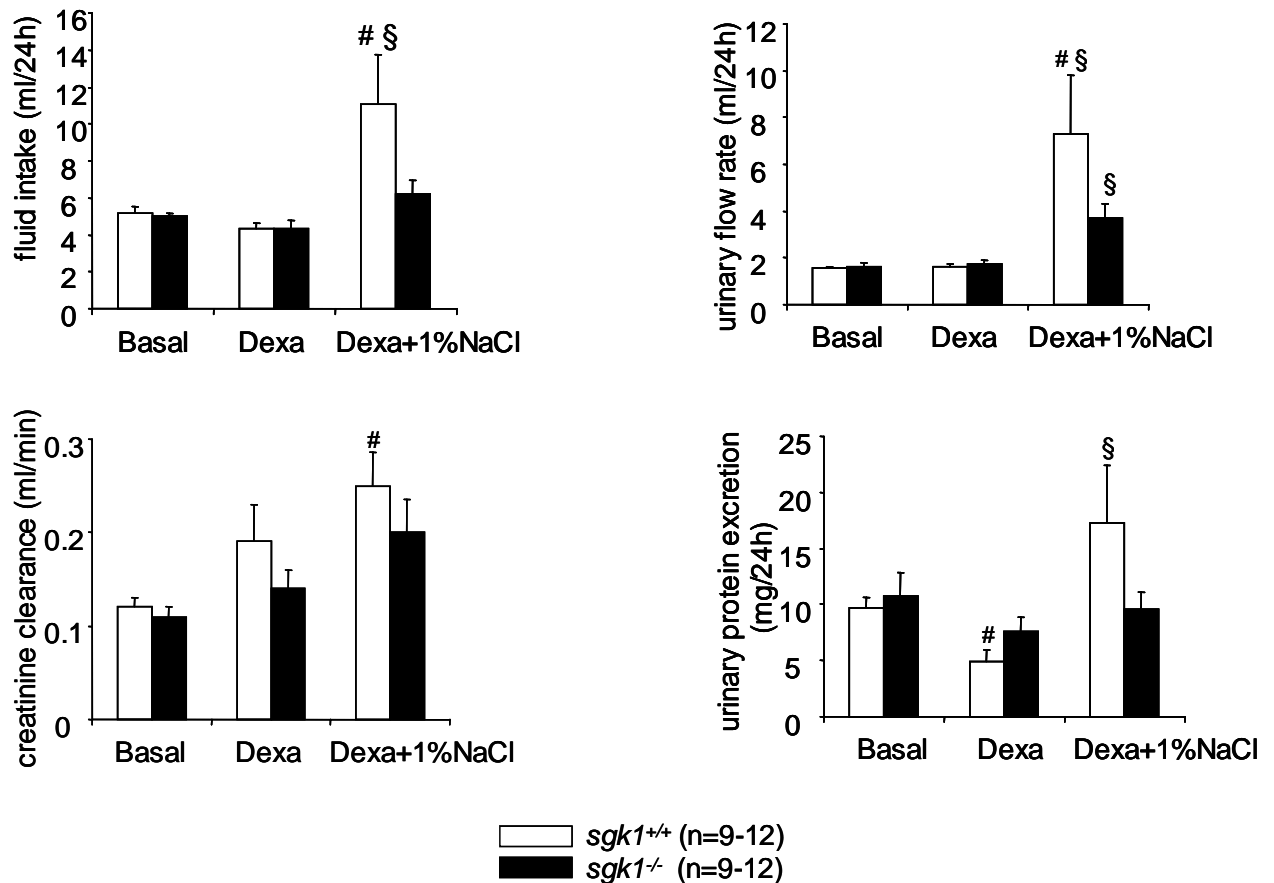 fluid intake (ml/24h)
16
14
12
10
8
6
4
2
0
# §
Basal
Dexa
Dexa+1%NaCl
urinary flow rate (ml/24h)
12
10
8
6
4
2
0
# §
§
Basal
Dexa
Dexa+1%NaCl
creatinine clearance (ml/min)
0.3
0.2
0.1
0
#
Basal
Dexa
Dexa+1%NaCl
urinary protein excretion
(mg/24h)
25
20
15
10
5
0
#
§
Basal
Dexa
Dexa+1%NaCl
sgk1+/+ (n=9-12)
sgk1-/- (n=9-12)